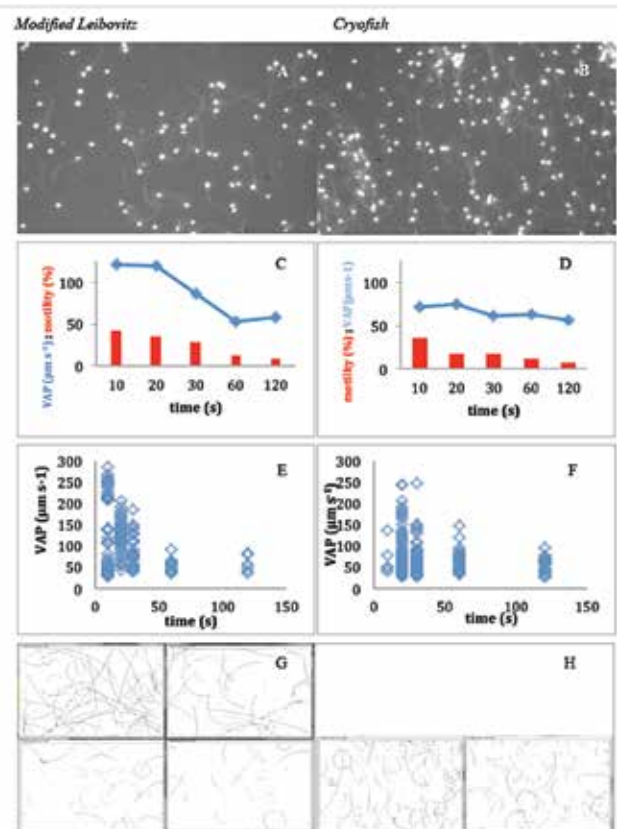 Modified Leibovitz Cryofish
A B
C
VAP (µm s⁻¹) ; motility (%)
100
50
0
10 20 30 60 120
time (s)
D
motility (%) ; VAP(µm s-1)
100
50
0
10 20 30 60 120
time (s)
E
VAP (µm s-1)
300
250
200
150
100
50
0
0 50 100 150
time (s)
F
VAP (µm s⁻¹)
300
250
200
150
100
50
0
0 50 100 150
time (s)
G H